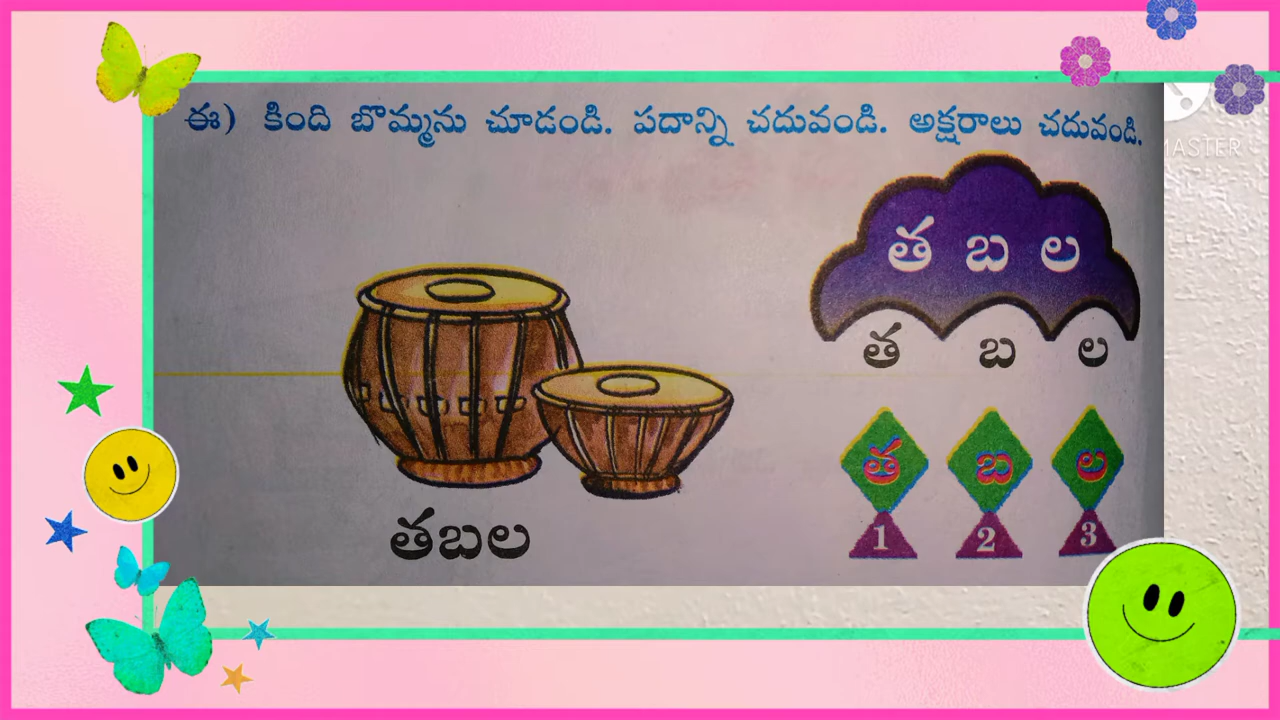 ఈ) కింది బొమ్మను చూడండి. పదాన్ని చదువండి. అక్షరాలు చదువండి.
MASTER
త బ ల
త బ ల
త బ ల
1 2 3
తబల